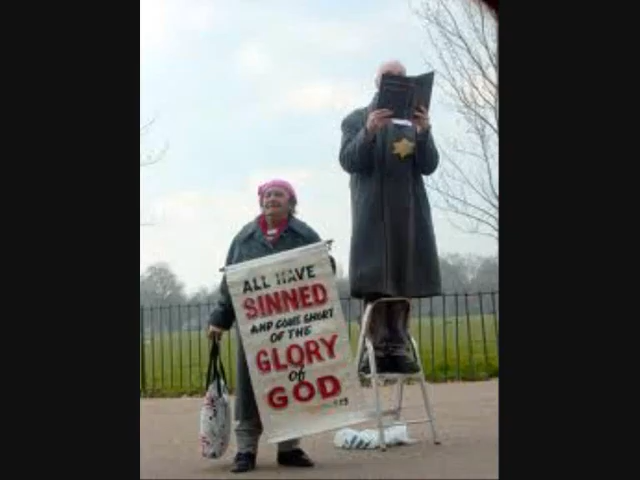 ALL HAVE
SINNED
AND COME SHORT
OF THE
GLORY
of
GOD